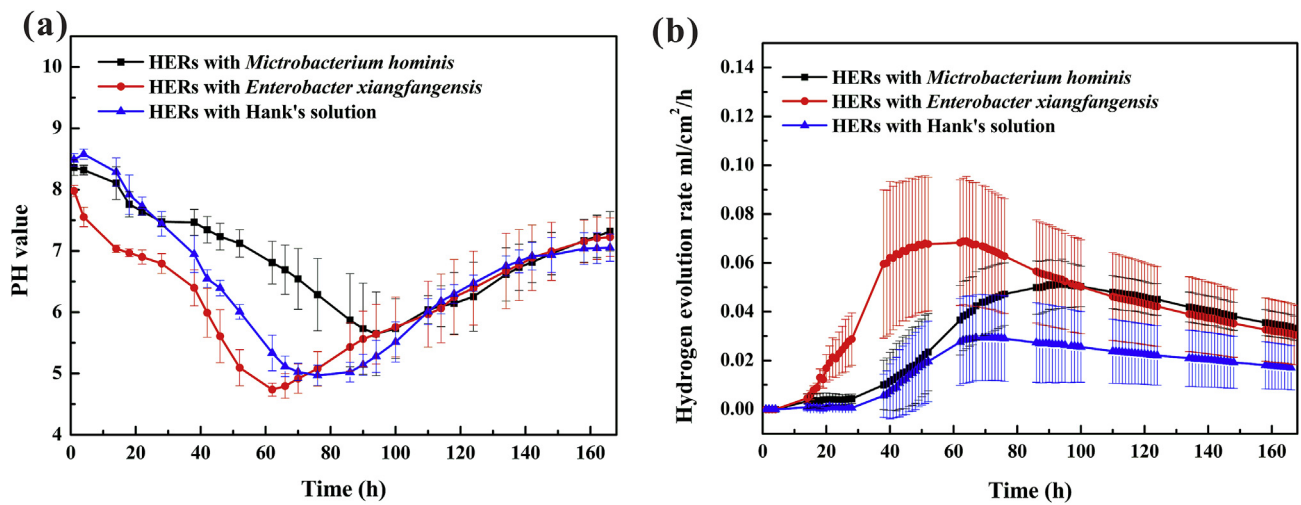 (a)
10
9
8
7
6
5
4
PH value
HERs with Mictrobacterium hominis
HERs with Enterobacter xiangfangensis
HERs with Hank's solution
0 20 40 60 80 100 120 140 160
Time (h)
(b)
0.14
0.12
0.10
0.08
0.06
0.04
0.02
0.00
Hydrogen evolution rate ml/cm²/h
HERs with Mictrobacterium hominis
HERs with Enterobacter xiangfangensis
HERs with Hank's solution
0 20 40 60 80 100 120 140 160
Time (h)